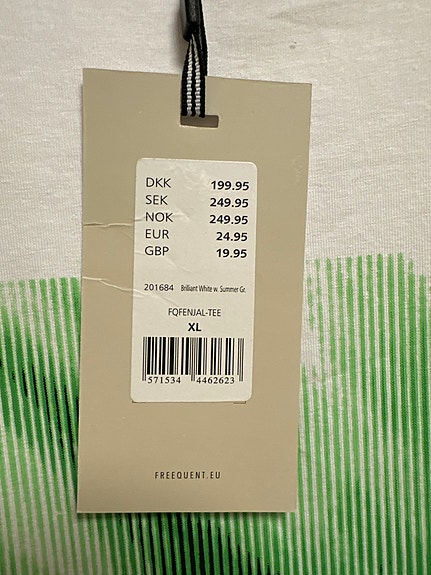 DKK 199.95
SEK 249.95
NOK 249.95
EUR 24.95
GBP 19.95
201684 Brilliant White w. Summer Gr.
FQFENJAL-TEE
XL
571534 4462623
FREEQUENT.EU